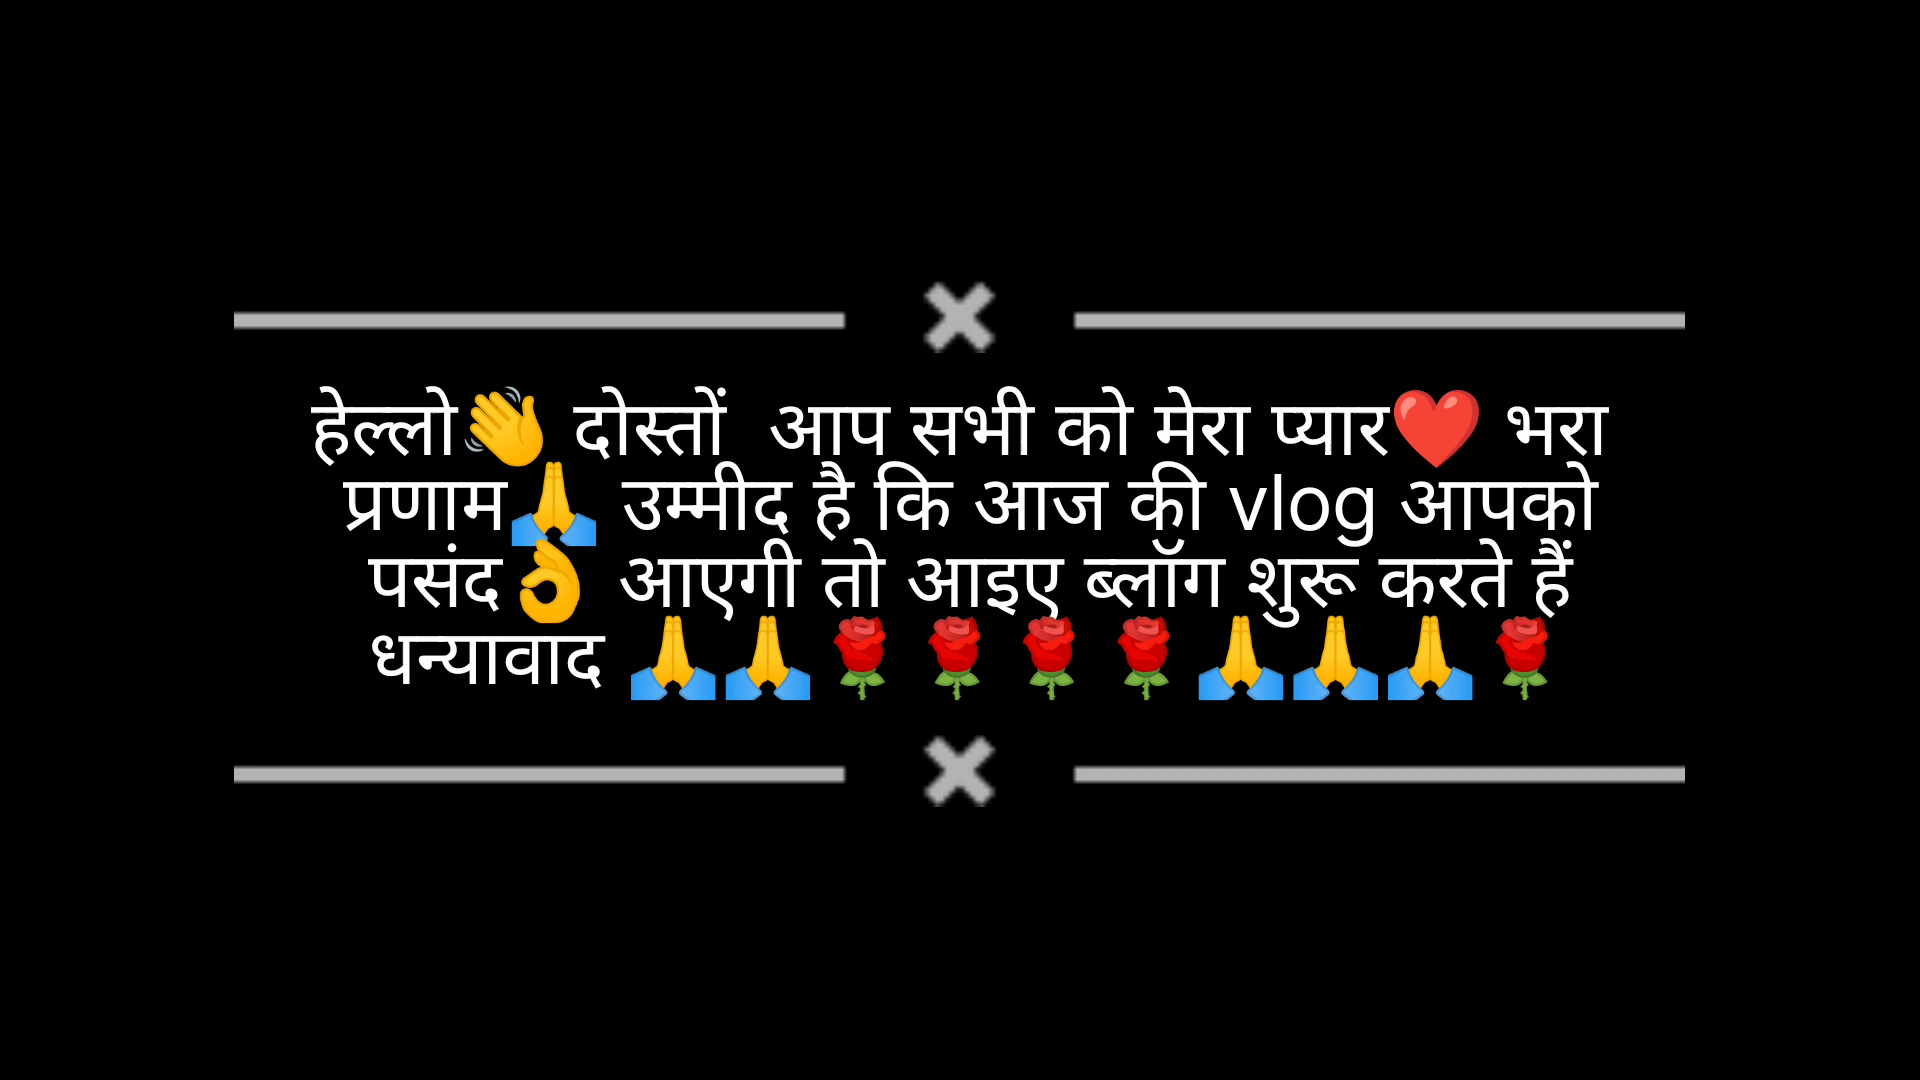 हेल्लो👋 दोस्तों  आप सभी को मेरा प्यार❤️ भरा
प्रणाम🙏 उम्मीद है कि आज की vlog आपको
पसंद👌 आएगी तो आइए ब्लॉग शुरू करते हैं
धन्यावाद 🙏🙏🌹🌹🌹🌹🙏🙏🙏🌹